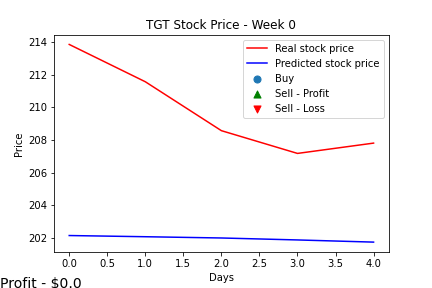 TGT Stock Price - Week 0
Real stock price
Predicted stock price
Buy
Sell - Profit
Sell - Loss
Price
214
212
210
208
206
204
202
0.0 0.5 1.0 1.5 2.0 2.5 3.0 3.5 4.0
Days
Profit - $0.0